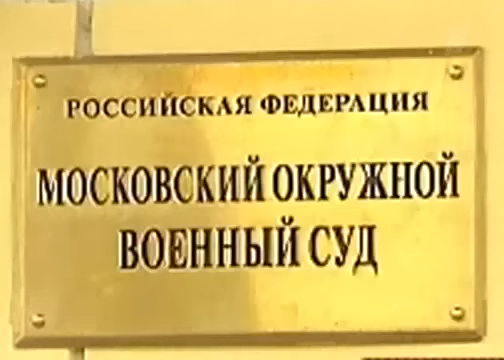 РОССИЙСКАЯ ФЕДЕРАЦИЯ
МОСКОВСКИЙ ОКРУЖНОЙ
ВОЕННЫЙ СУД